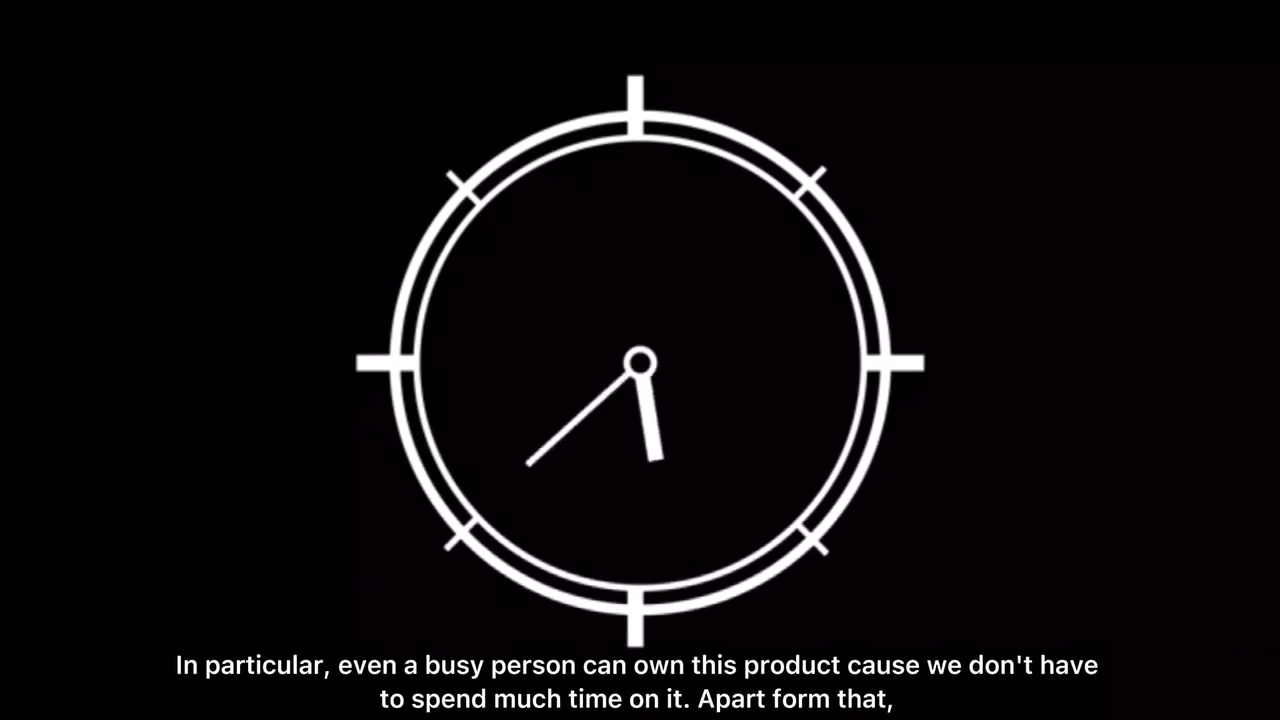 In particular, even a busy person can own this product cause we don't have
to spend much time on it. Apart form that,